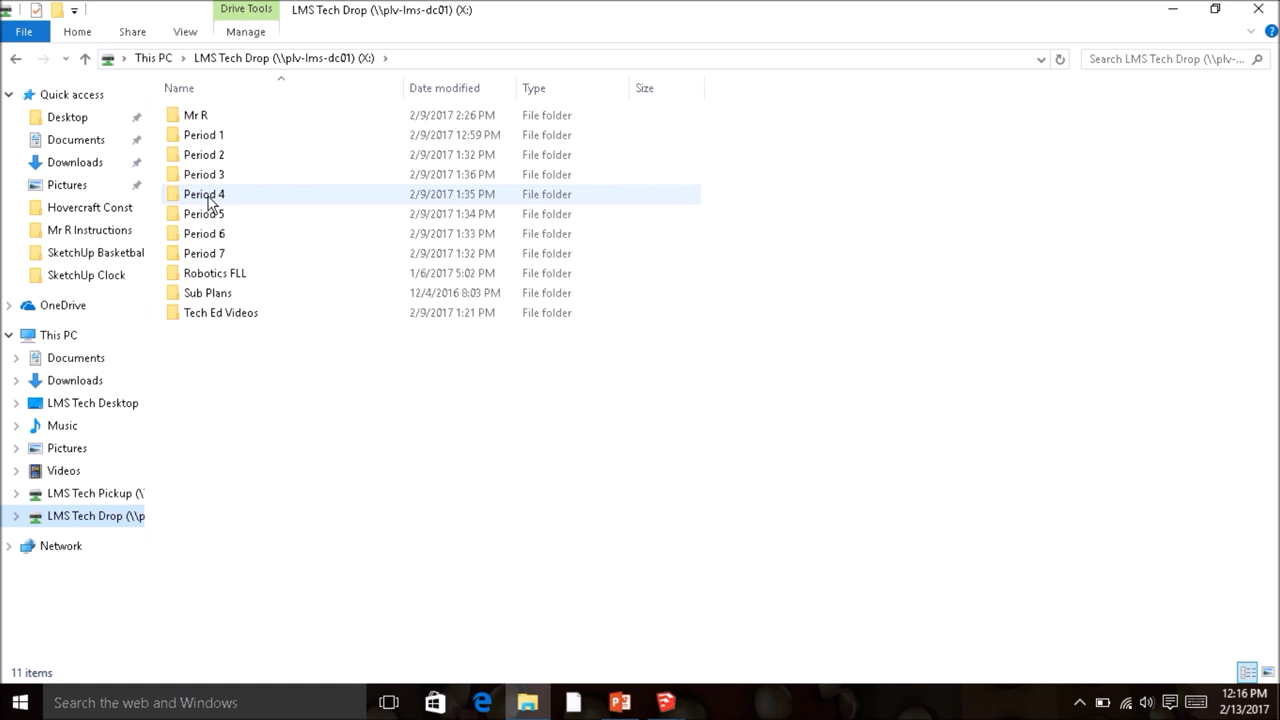 Drive Tools LMS Tech Drop (\\plv-lms-dc01) (X:)
File Home Share View Manage
This PC LMS Tech Drop (\\plv-lms-dc01) (X:) Search LMS Tech Drop (\\plv-...
Name Date modified Type Size
Quick access
Desktop
Documents
Downloads
Pictures
Hovercraft Const
Mr R Instructions
SketchUp Basketbal
SketchUp Clock
OneDrive
This PC
Documents
Downloads
LMS Tech Desktop
Music
Pictures
Videos
LMS Tech Pickup (\
LMS Tech Drop (\\p
Network
Mr R 2/9/2017 2:26 PM File folder
Period 1 2/9/2017 12:59 PM File folder
Period 2 2/9/2017 1:32 PM File folder
Period 3 2/9/2017 1:36 PM File folder
Period 4 2/9/2017 1:35 PM File folder
Period 5 2/9/2017 1:34 PM File folder
Period 6 2/9/2017 1:33 PM File folder
Period 7 2/9/2017 1:32 PM File folder
Robotics FLL 1/6/2017 5:02 PM File folder
Sub Plans 12/4/2016 8:03 PM File folder
Tech Ed Videos 2/9/2017 1:21 PM File folder
11 items
Search the web and Windows
12:16 PM
2/13/2017